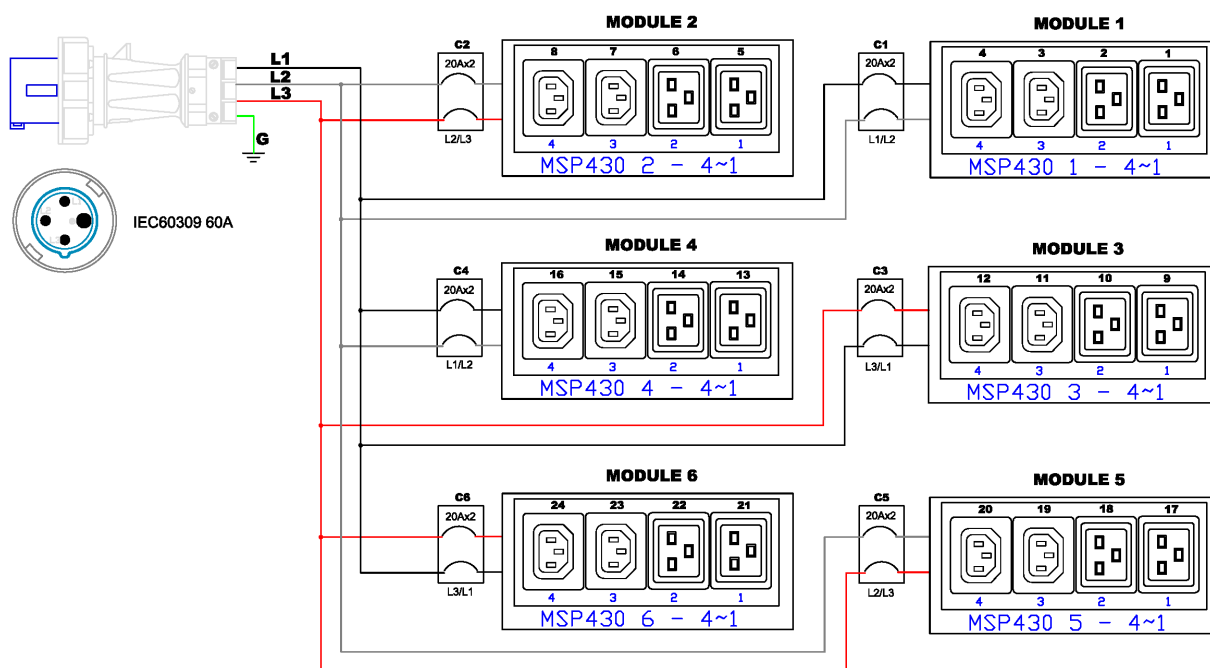 MODULE 2
MODULE 1
C2
20Ax2
L2/L3
8 7 6 5
4 3 2 1
MSP430 2 - 4~1
C1
20Ax2
L1/L2
4 3 2 1
4 3 2 1
MSP430 1 - 4~1
L1
L2
L3
G
IEC60309 60A
MODULE 4
MODULE 3
C4
20Ax2
L1/L2
16 15 14 13
4 3 2 1
MSP430 4 - 4~1
C3
20Ax2
L3/L1
12 11 10 9
4 3 2 1
MSP430 3 - 4~1
MODULE 6
MODULE 5
C6
20Ax2
L3/L1
24 23 22 21
4 3 2 1
MSP430 6 - 4~1
C5
20Ax2
L2/L3
20 19 18 17
4 3 2 1
MSP430 5 - 4~1